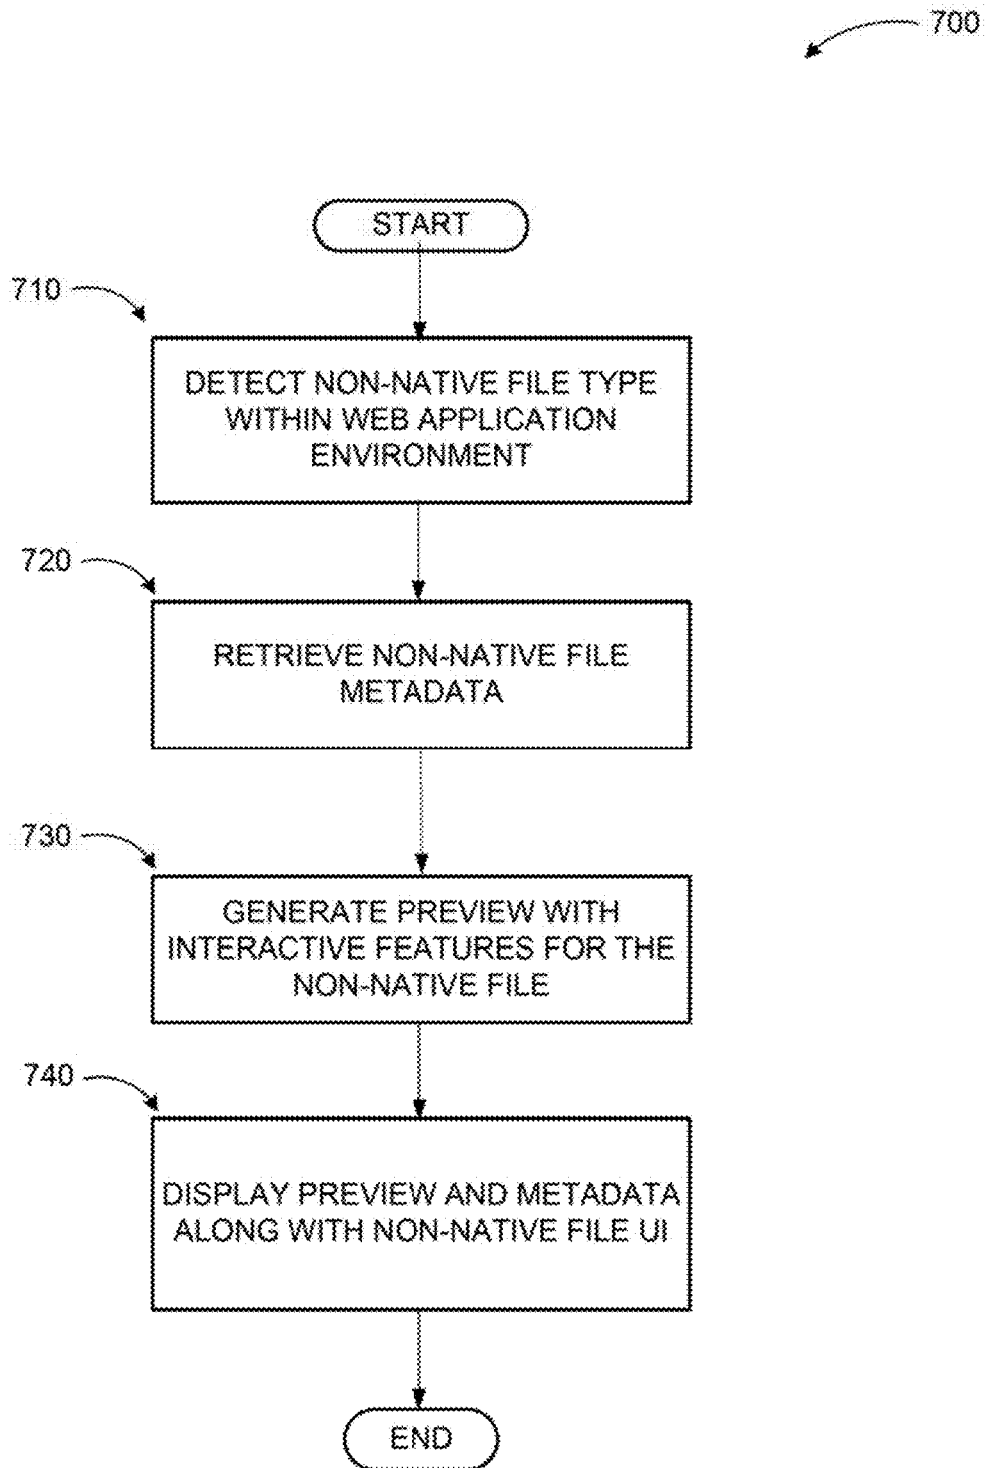 700
START
710
DETECT NON-NATIVE FILE TYPE
WITHIN WEB APPLICATION
ENVIRONMENT
720
RETRIEVE NON-NATIVE FILE
METADATA
730
GENERATE PREVIEW WITH
INTERACTIVE FEATURES FOR THE
NON-NATIVE FILE
740
DISPLAY PREVIEW AND METADATA
ALONG WITH NON-NATIVE FILE UI
END